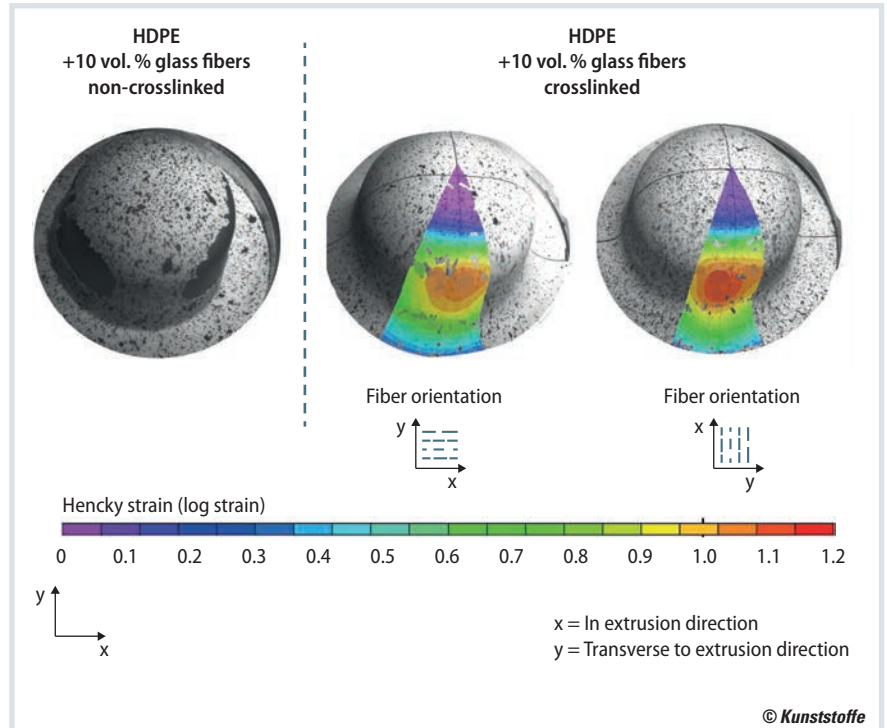 HDPE
+10 vol. % glass fibers
non-crosslinked
HDPE
+10 vol. % glass fibers
crosslinked
Fiber orientation
y
x
Fiber orientation
x
y
Hencky strain (log strain)
0 0.1 0.2 0.3 0.4 0.5 0.6 0.7 0.8 0.9 1.0 1.1 1.2
y
x
x = In extrusion direction
y = Transverse to extrusion direction
© Kunststoffe